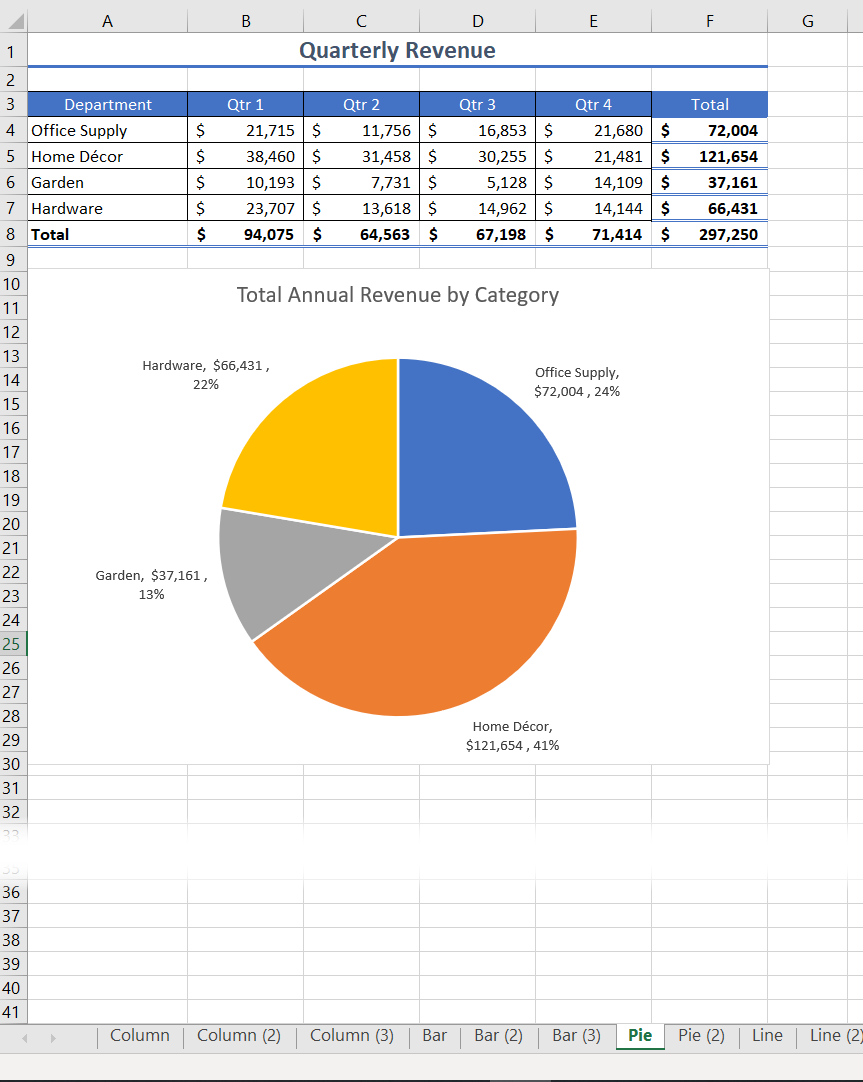 A B C D E F G
1 Quarterly Revenue
2
3 Department Qtr 1 Qtr 2 Qtr 3 Qtr 4 Total
4 Office Supply $ 21,715 $ 11,756 $ 16,853 $ 21,680 $ 72,004
5 Home Décor $ 38,460 $ 31,458 $ 30,255 $ 21,481 $ 121,654
6 Garden $ 10,193 $ 7,731 $ 5,128 $ 14,109 $ 37,161
7 Hardware $ 23,707 $ 13,618 $ 14,962 $ 14,144 $ 66,431
8 Total $ 94,075 $ 64,563 $ 67,198 $ 71,414 $ 297,250
9
10
Total Annual Revenue by Category
11
12
13
Hardware, $66,431 ,
22%
Office Supply,
$72,004 , 24%
14
15
16
17
18
19
20
21
22
Garden, $37,161 ,
13%
23
24
25
26
27
28
Home Décor,
$121,654 , 41%
29
30
31
32
33
36
37
38
39
40
41
Column Column (2) Column (3) Bar Bar (2) Bar (3) Pie Pie (2) Line Line (2)